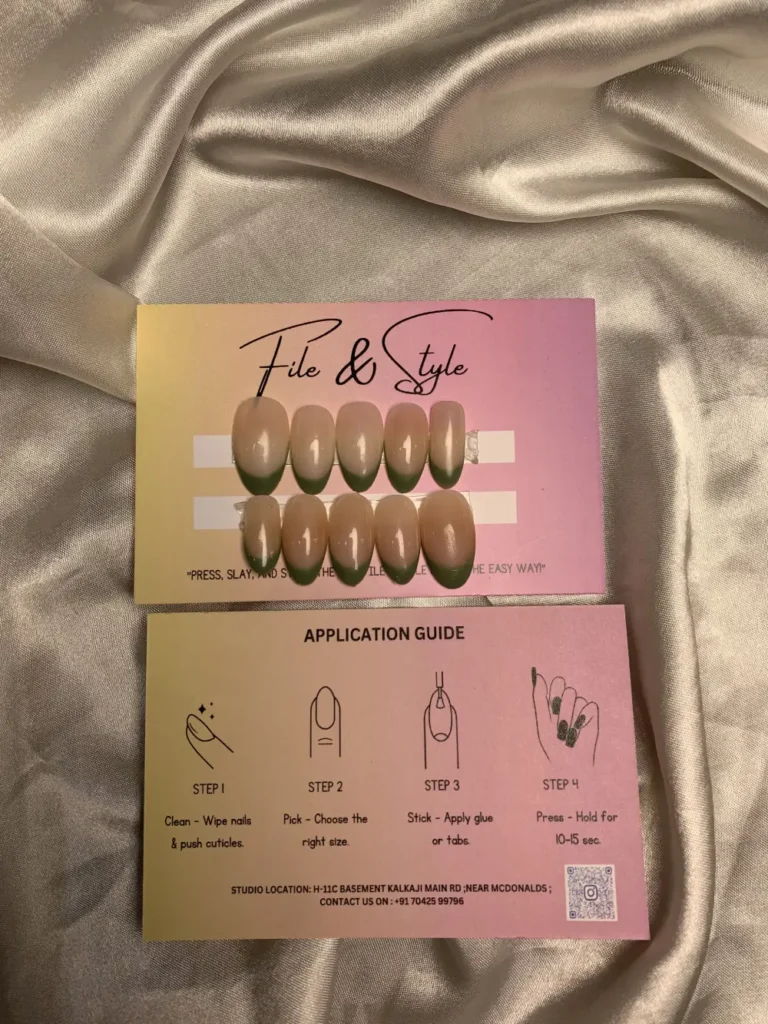 File & Style
"PRESS, SLAY, AND HE EASY WAY!"
APPLICATION GUIDE
STEP 1
STEP 2
STEP 3
STEP 4
Clean - Wipe nails
& push cuticles.
Pick - Choose the
right size.
Stick - Apply glue
or tabs.
Press - Hold for
10-15 sec.
STUDIO LOCATION: H-11C BASEMENT KALKAJI MAIN RD ;NEAR MCDONALDS ;
CONTACT US ON : +91 70425 99796